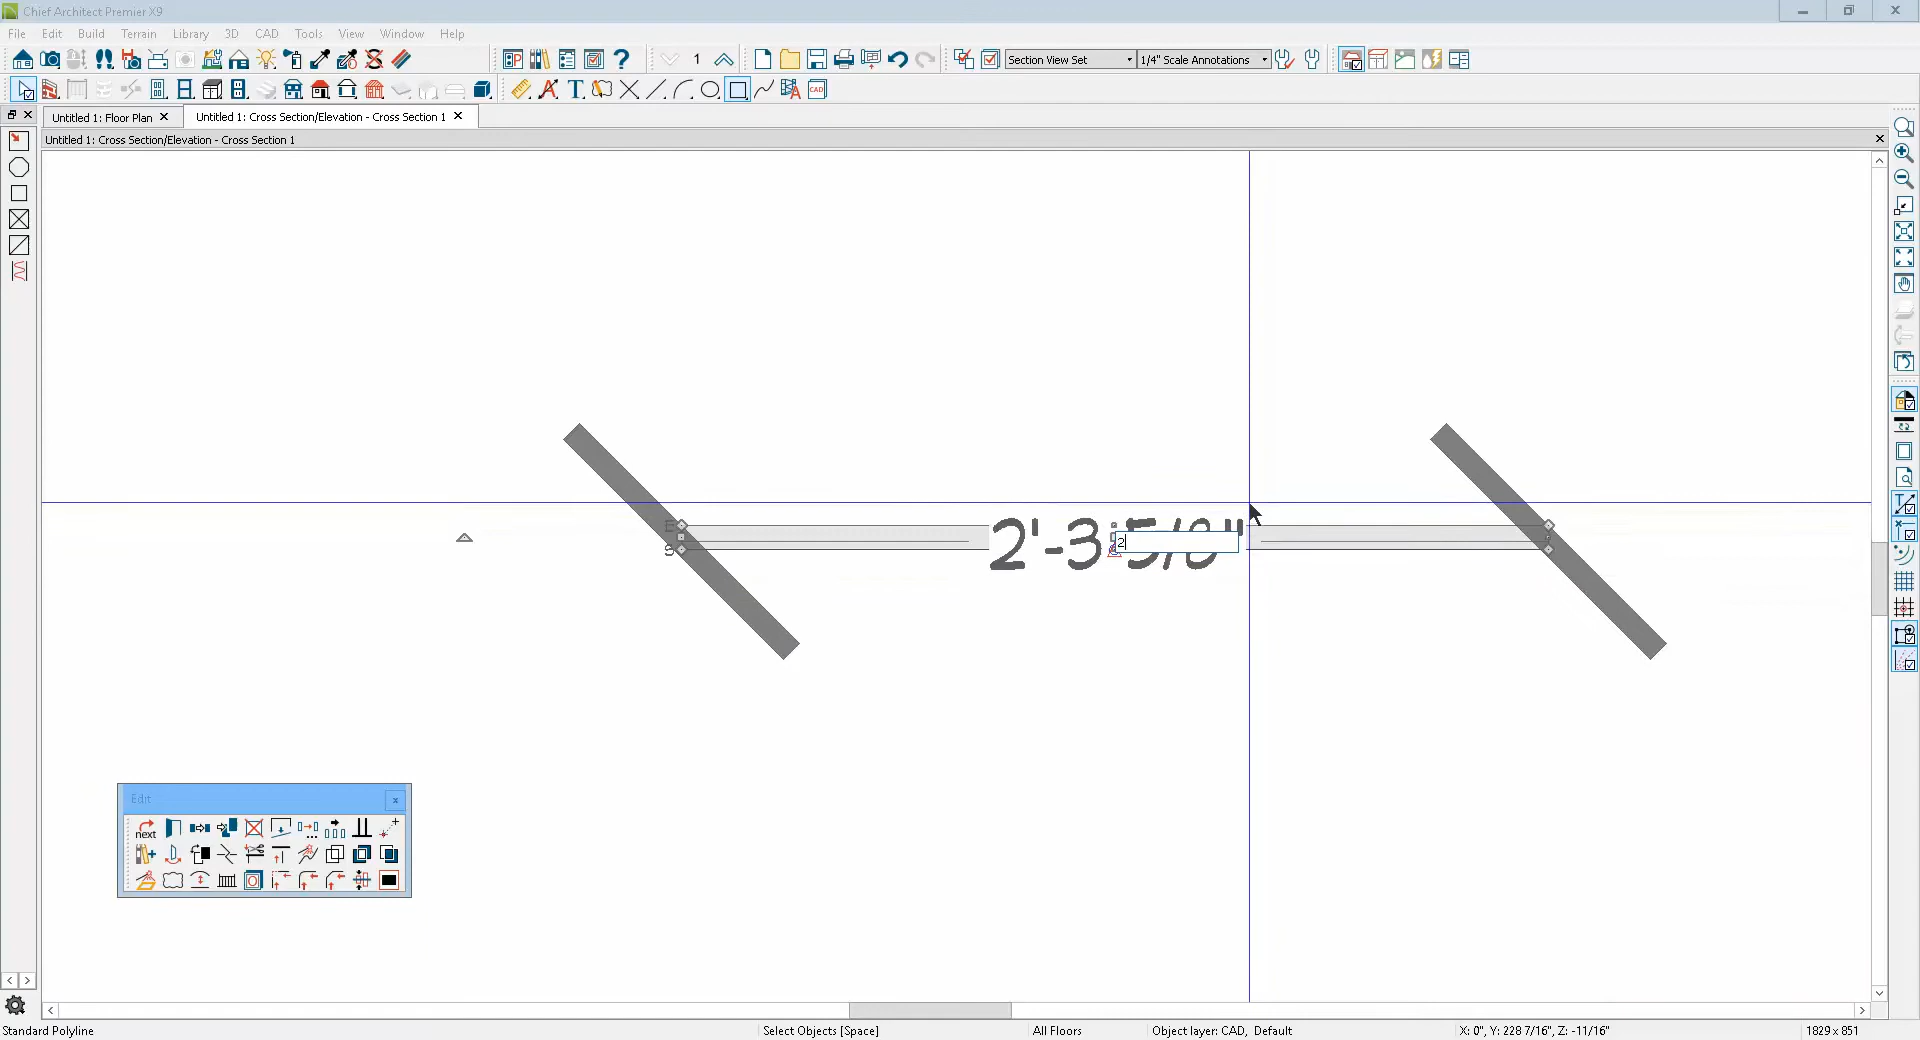 Chief Architect Premier X9
File Edit Build Terrain Library 3D CAD Tools View Window Help
1 Section View Set 1/4" Scale Annotations
CAD
Untitled 1: Floor Plan Untitled 1: Cross Section/Elevation - Cross Section 1
Untitled 1: Cross Section/Elevation - Cross Section 1
2'-3
2
Edit
next
Standard Polyline Select Objects [Space] All Floors Object layer: CAD, Default X: 0", Y: 228 7/16", Z: -11/16" 1829 x 851